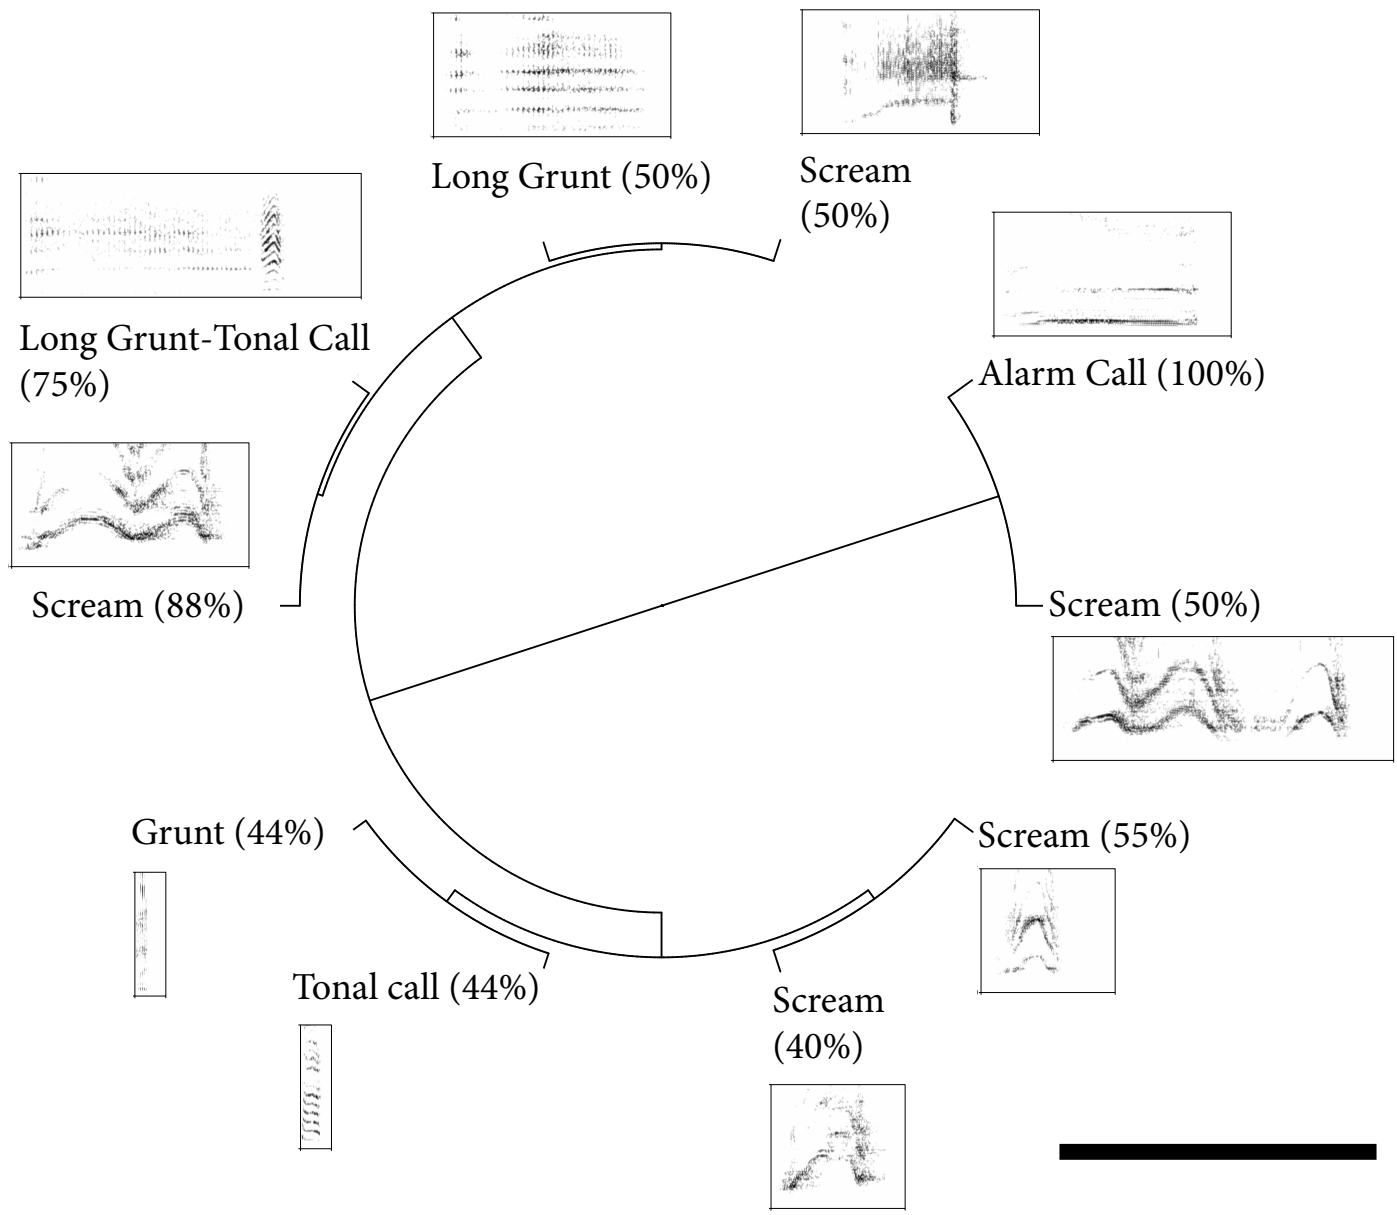 Long Grunt (50%)
Scream
(50%)
Long Grunt-Tonal Call
(75%)
Alarm Call (100%)
Scream (88%)
Scream (50%)
Grunt (44%)
Scream (55%)
Tonal call (44%)
Scream
(40%)